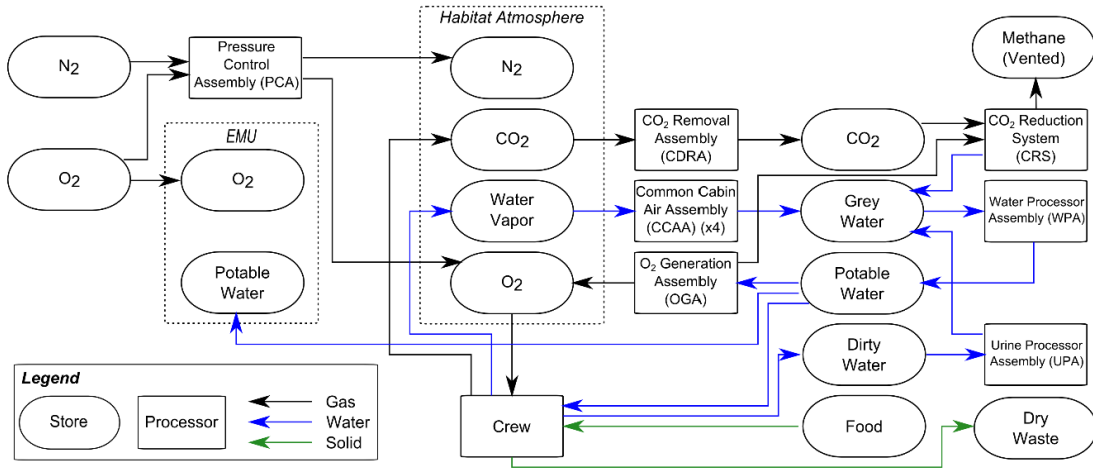 Habitat Atmosphere
N2
Pressure
Control
Assembly (PCA)
N2
Methane
(Vented)
EMU
O2
O2
CO2
CO2 Removal
Assembly
(CDRA)
CO2
CO2 Reduction
System
(CRS)
Water
Vapor
Common Cabin
Air Assembly
(CCAA) (x4)
Grey
Water
Water Processor
Assembly (WPA)
Potable
Water
O2
O2 Generation
Assembly
(OGA)
Potable
Water
Dirty
Water
Urine Processor
Assembly (UPA)
Legend
Store
Processor
Gas
Water
Solid
Crew
Food
Dry
Waste